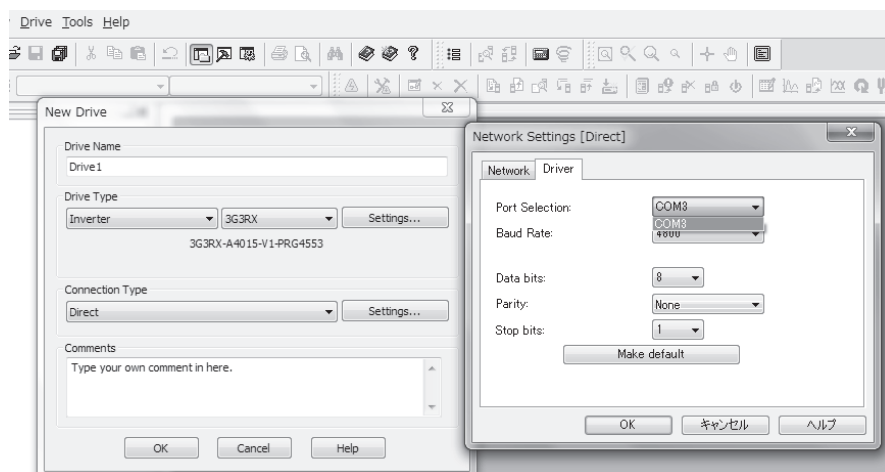 Drive Tools Help
New Drive
Drive Name
Drive1
Drive Type
Inverter 3G3RX Settings...
3G3RX-A4015-V1-PRG4553
Connection Type
Direct Settings...
Comments
Type your own comment in here.
OK Cancel Help
Network Settings [Direct]
Network Driver
Port Selection: COM3
COM3
Baud Rate: 4800
Data bits: 8
Parity: None
Stop bits: 1
Make default
OK キャンセル ヘルプ